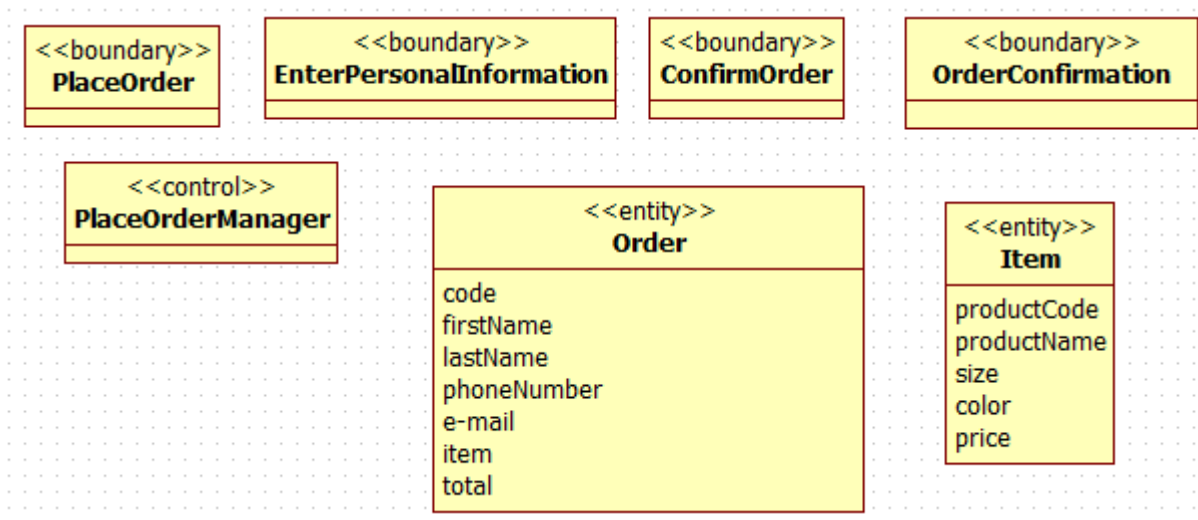 <<boundary>>
PlaceOrder
<<boundary>>
EnterPersonalInformation
<<boundary>>
ConfirmOrder
<<boundary>>
OrderConfirmation
<<control>>
PlaceOrderManager
<<entity>>
Order
code
firstName
lastName
phoneNumber
e-mail
item
total
<<entity>>
Item
productCode
productName
size
color
price